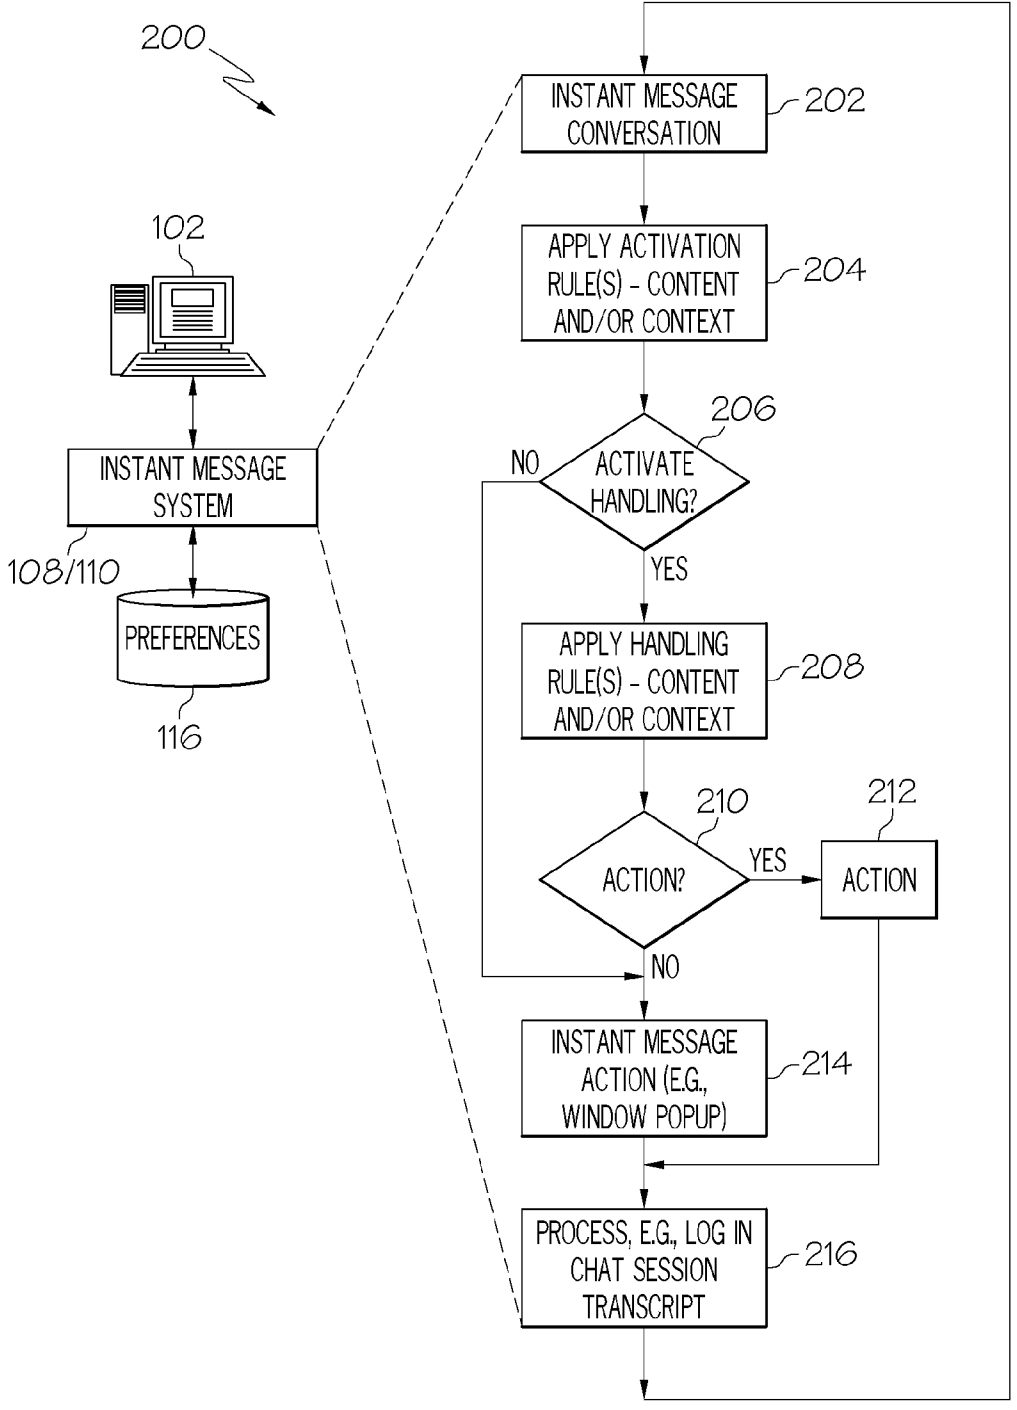 200
102
INSTANT MESSAGE
SYSTEM
108/110
PREFERENCES
116
INSTANT MESSAGE
CONVERSATION
202
APPLY ACTIVATION
RULE(S) – CONTENT
AND/OR CONTEXT
204
206
ACTIVATE
HANDLING?
NO
YES
APPLY HANDLING
RULE(S) – CONTENT
AND/OR CONTEXT
208
210
ACTION?
YES
212
ACTION
NO
INSTANT MESSAGE
ACTION (E.G.,
WINDOW POPUP)
214
PROCESS, E.G., LOG IN
CHAT SESSION
TRANSCRIPT
216